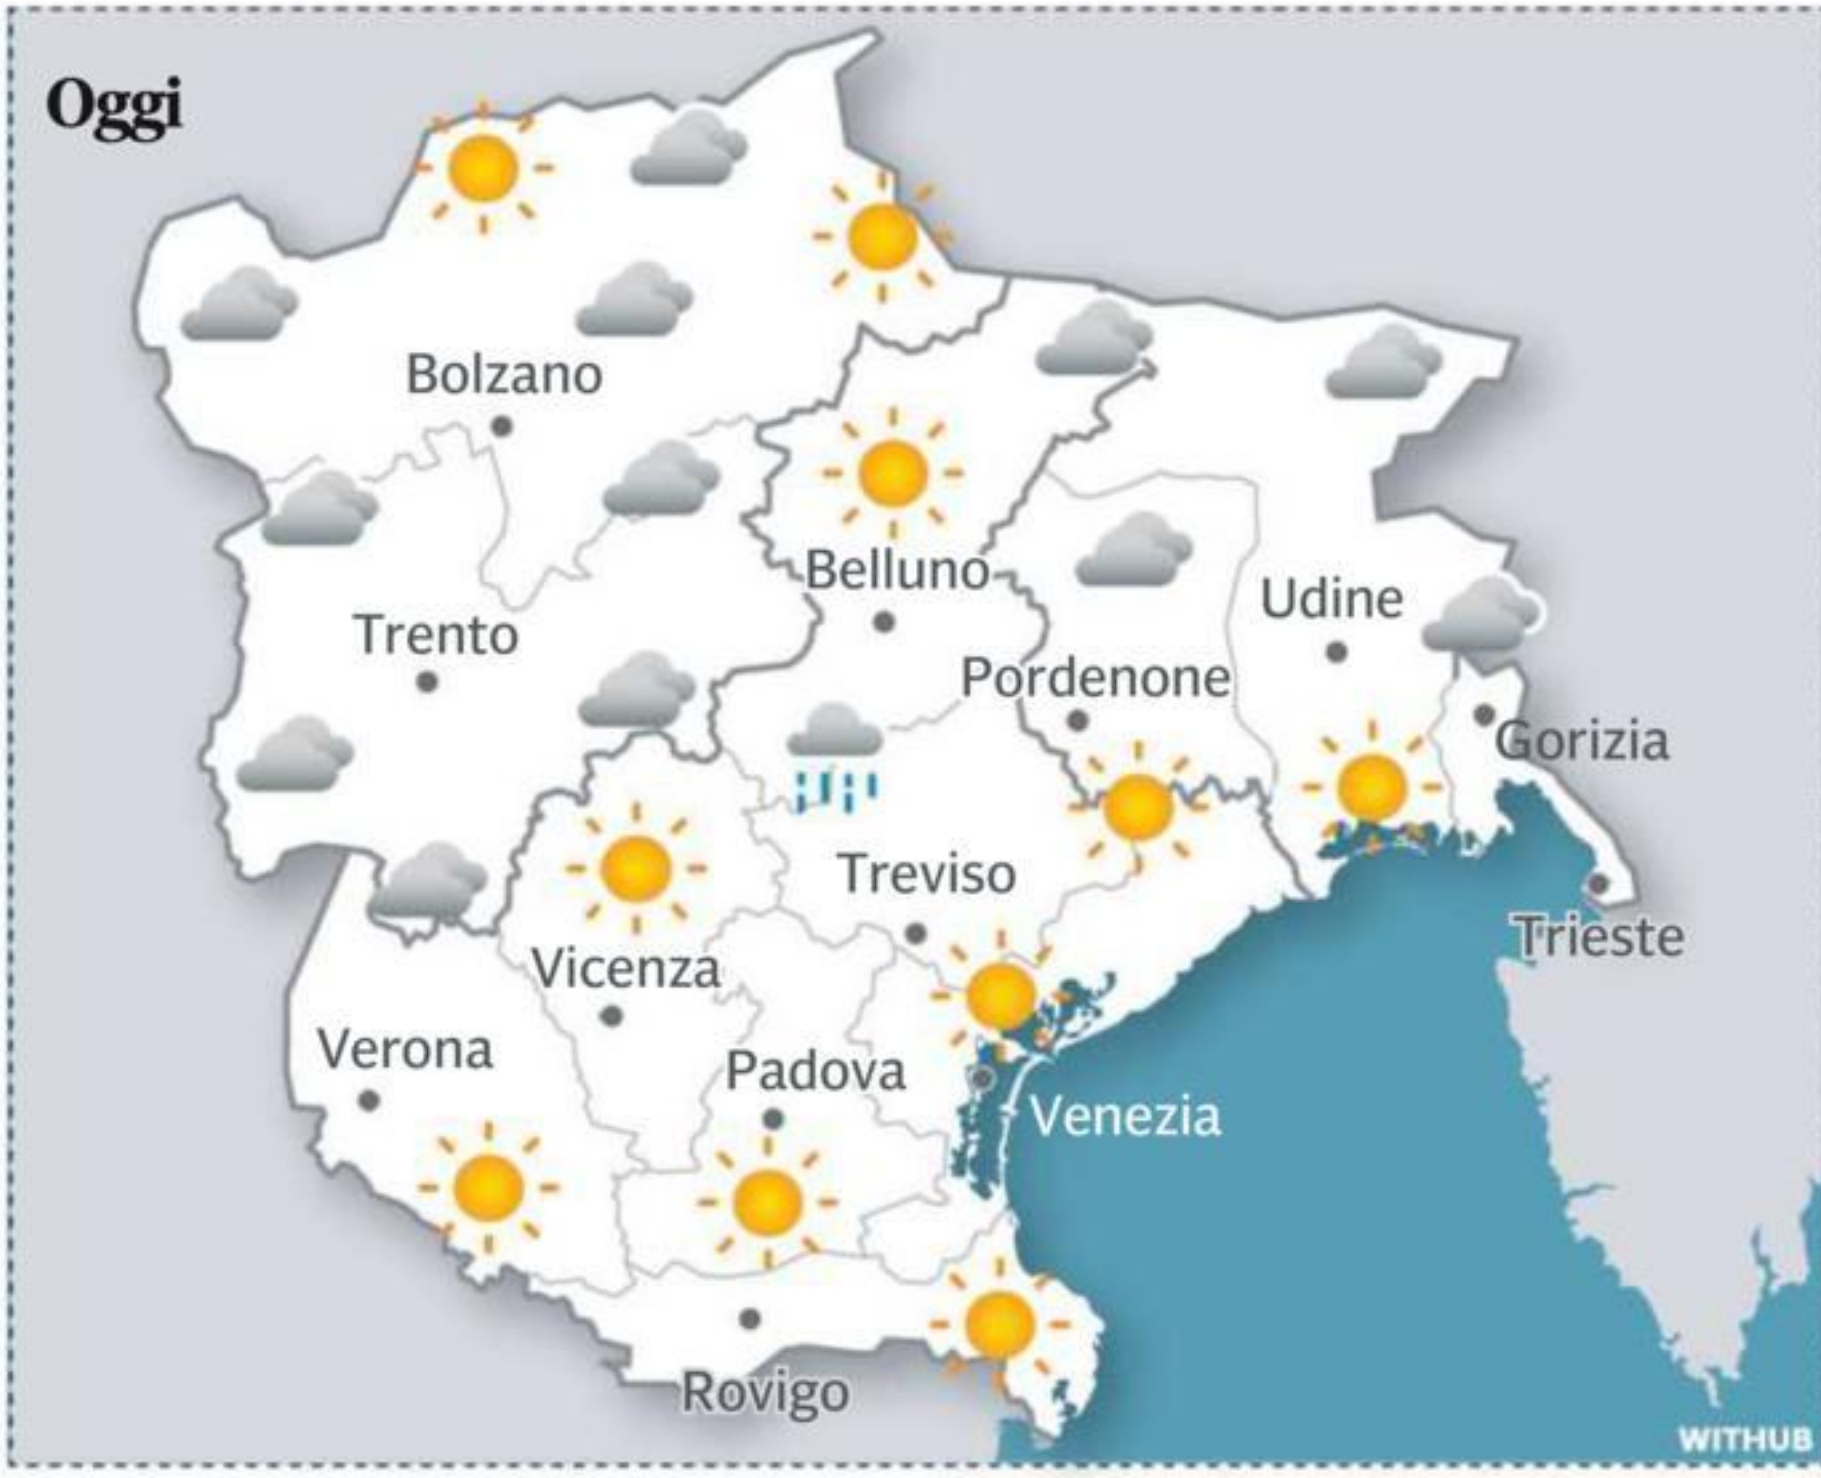 Oggi
Bolzano
Belluno
Udine
Trento
Pordenone
Gorizia
Treviso
Trieste
Vicenza
Verona
Padova
Venezia
Rovigo
WITHUB